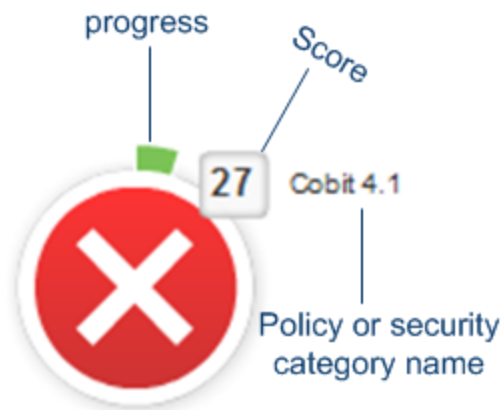 progress
Score
27
Cobit 4.1
Policy or security
category name